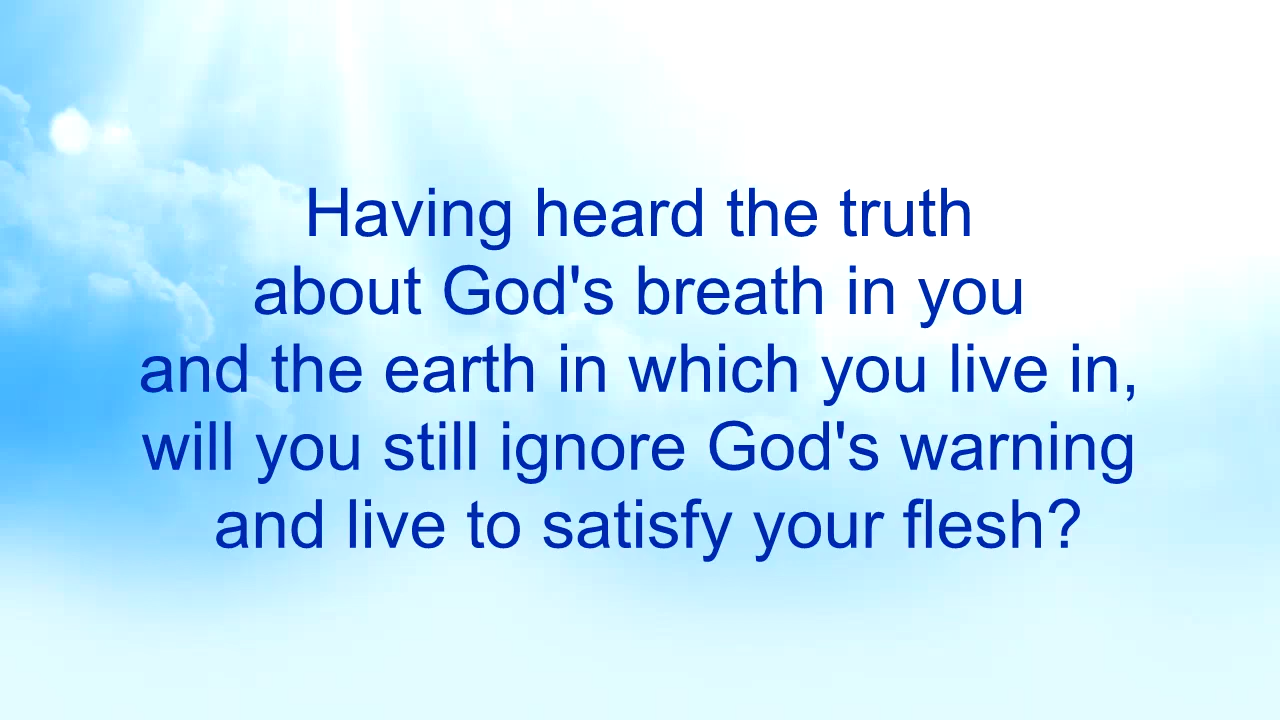 Having heard the truth
about God's breath in you
and the earth in which you live in,
will you still ignore God's warning
and live to satisfy your flesh?